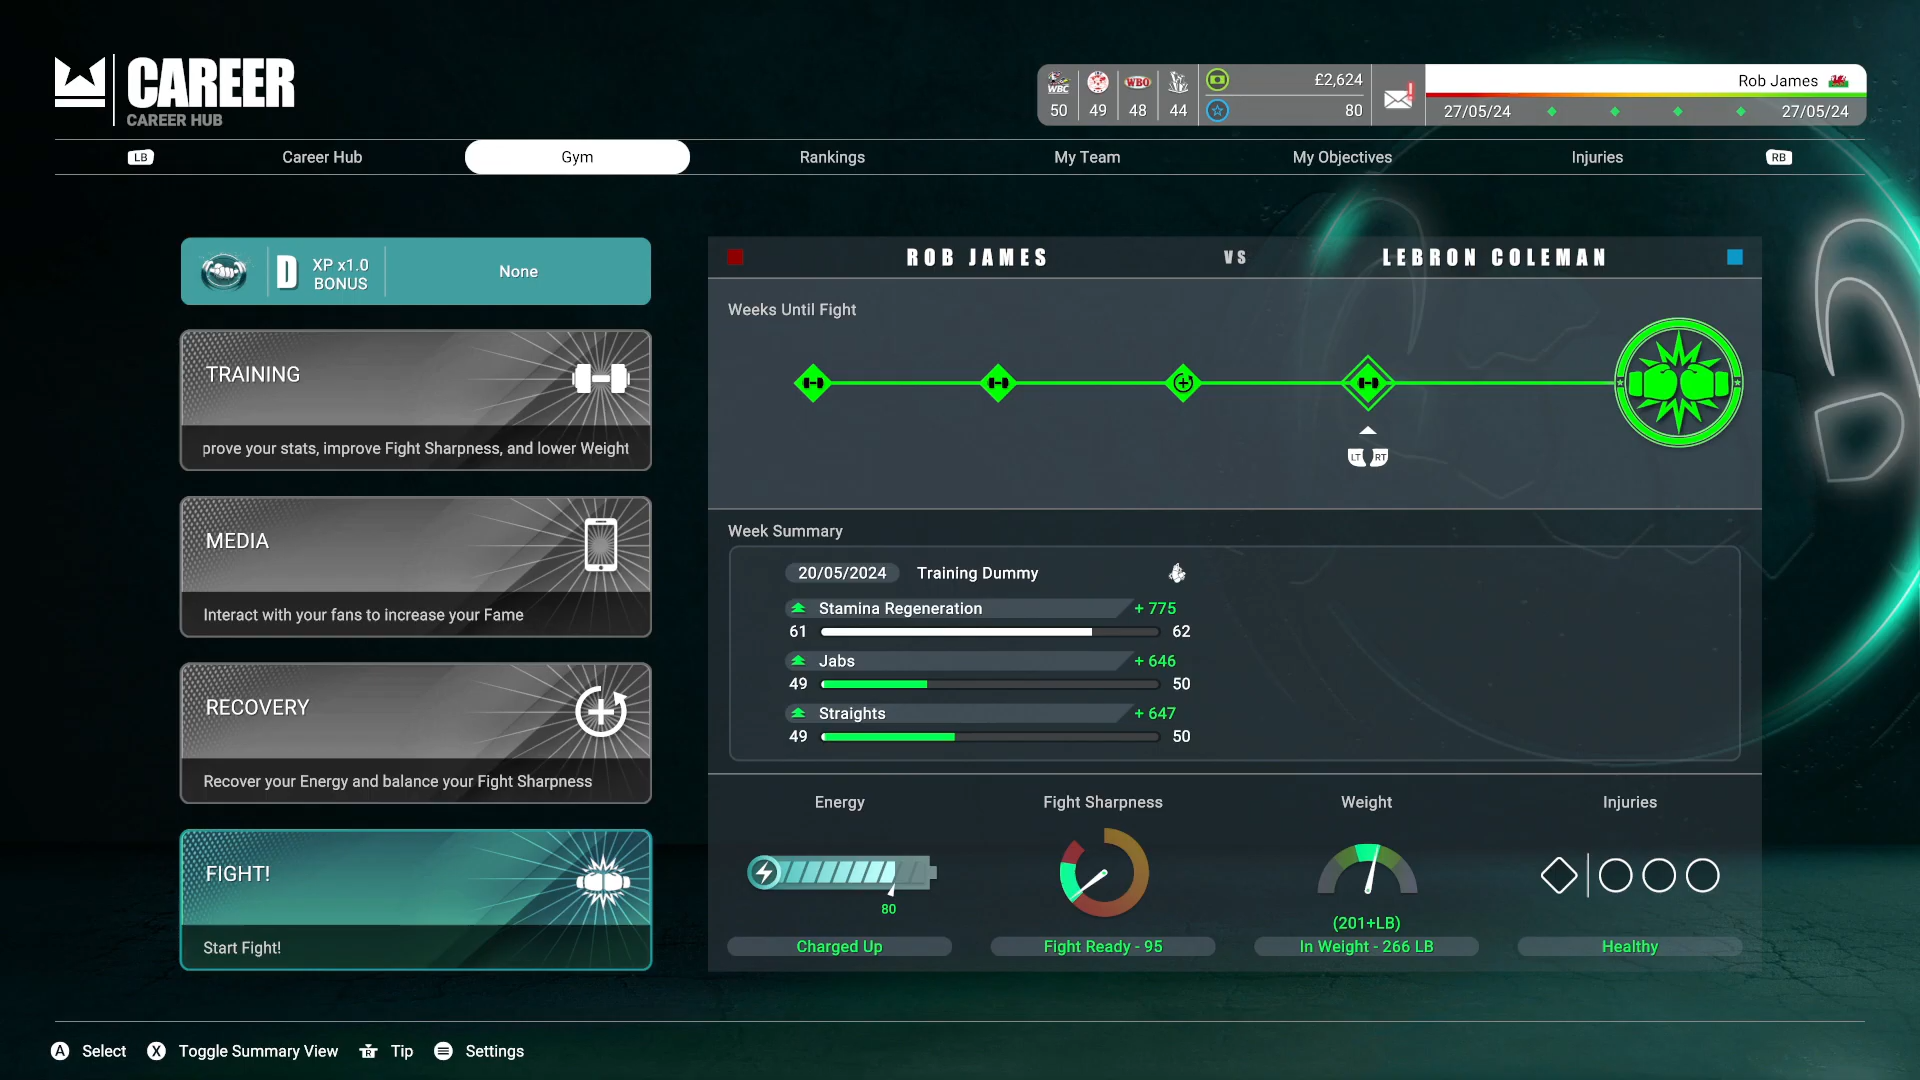 CAREER
CAREER HUB
WBC
WBO
50
49
48
44
£2,624
80
Rob James
27/05/24
27/05/24
LB
Career Hub
Gym
Rankings
My Team
My Objectives
Injuries
RB
D
XP x1.0
BONUS
None
TRAINING
prove your stats, improve Fight Sharpness, and lower Weight
MEDIA
Interact with your fans to increase your Fame
RECOVERY
Recover your Energy and balance your Fight Sharpness
FIGHT!
Start Fight!
ROB JAMES
VS
LEBRON COLEMAN
Weeks Until Fight
LT
RT
Week Summary
20/05/2024
Training Dummy
Stamina Regeneration
+ 775
61
62
Jabs
+ 646
49
50
Straights
+ 647
49
50
Energy
Fight Sharpness
Weight
Injuries
80
(201+LB)
Charged Up
Fight Ready - 95
In Weight - 266 LB
Healthy
A
Select
X
Toggle Summary View
R
Tip
Settings